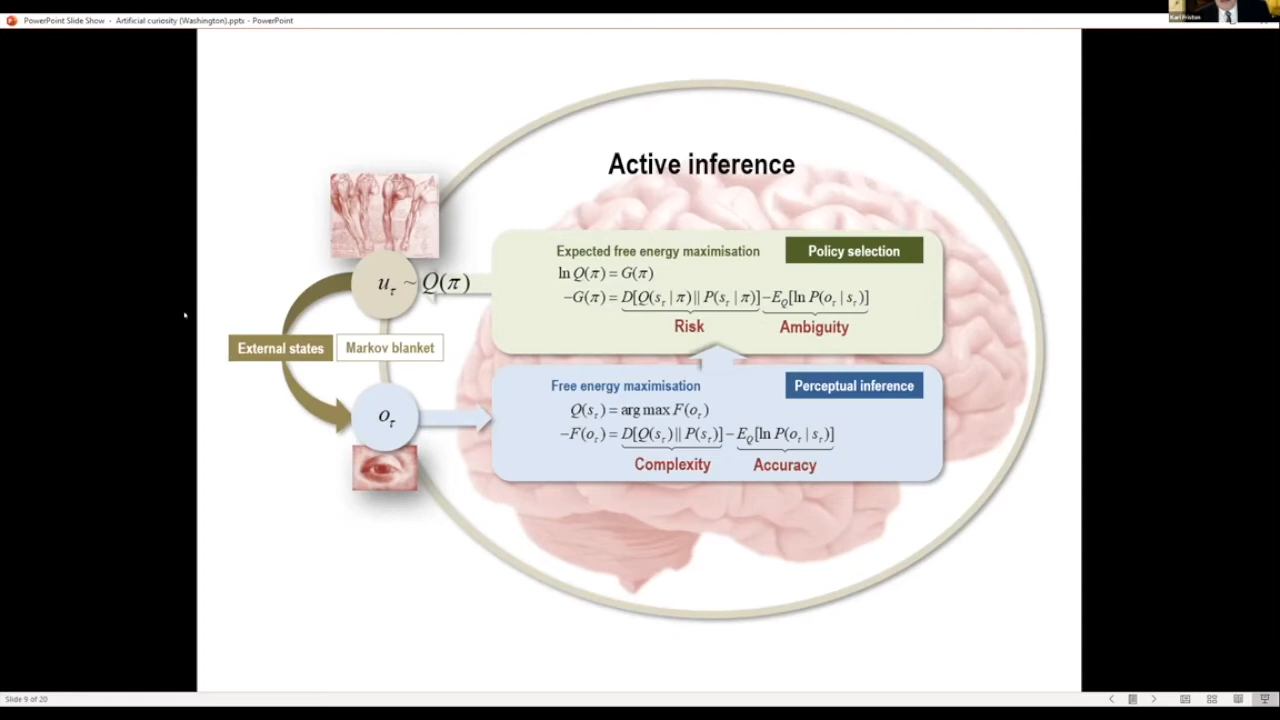 PowerPoint Slide Show - Artificial curiosity (Washington).pptx - PowerPoint
Karl Friston
Active inference
Expected free energy maximisation
Policy selection
ln Q(π) = G(π)
−G(π) = D[Q(s_τ | π) || P(s_τ | π)] − E_Q[ln P(o_τ | s_τ)]
Risk
Ambiguity
u_τ ~ Q(π)
External states
Markov blanket
Free energy maximisation
Perceptual inference
o_τ
Q(s_τ) = arg max F(o_τ)
−F(o_τ) = D[Q(s_τ) || P(s_τ)] − E_Q[ln P(o_τ | s_τ)]
Complexity
Accuracy
Slide 9 of 20